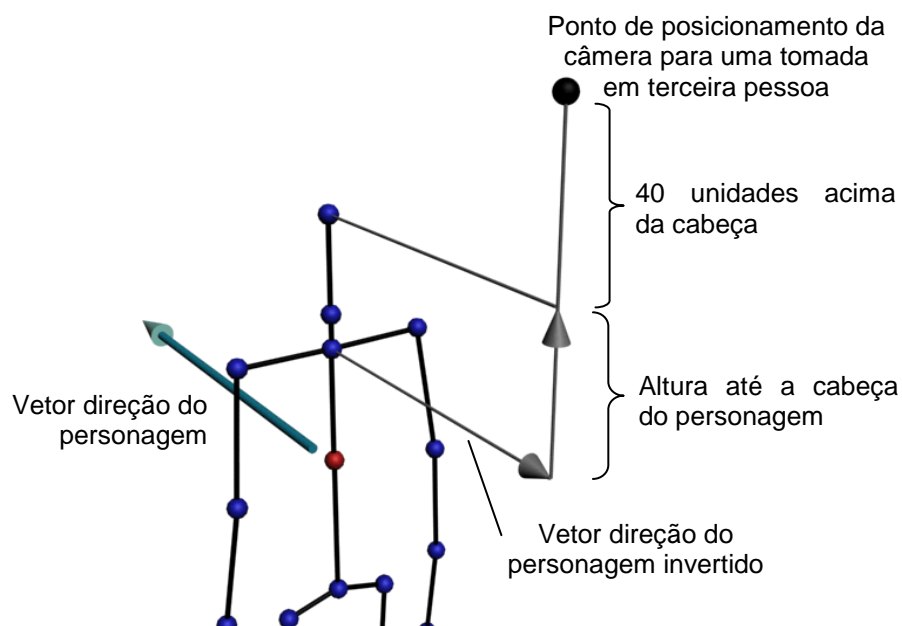 Ponto de posicionamento da
câmera para uma tomada
em terceira pessoa
40 unidades acima
da cabeça
Altura até a cabeça
do personagem
Vetor direção do
personagem
Vetor direção do
personagem invertido